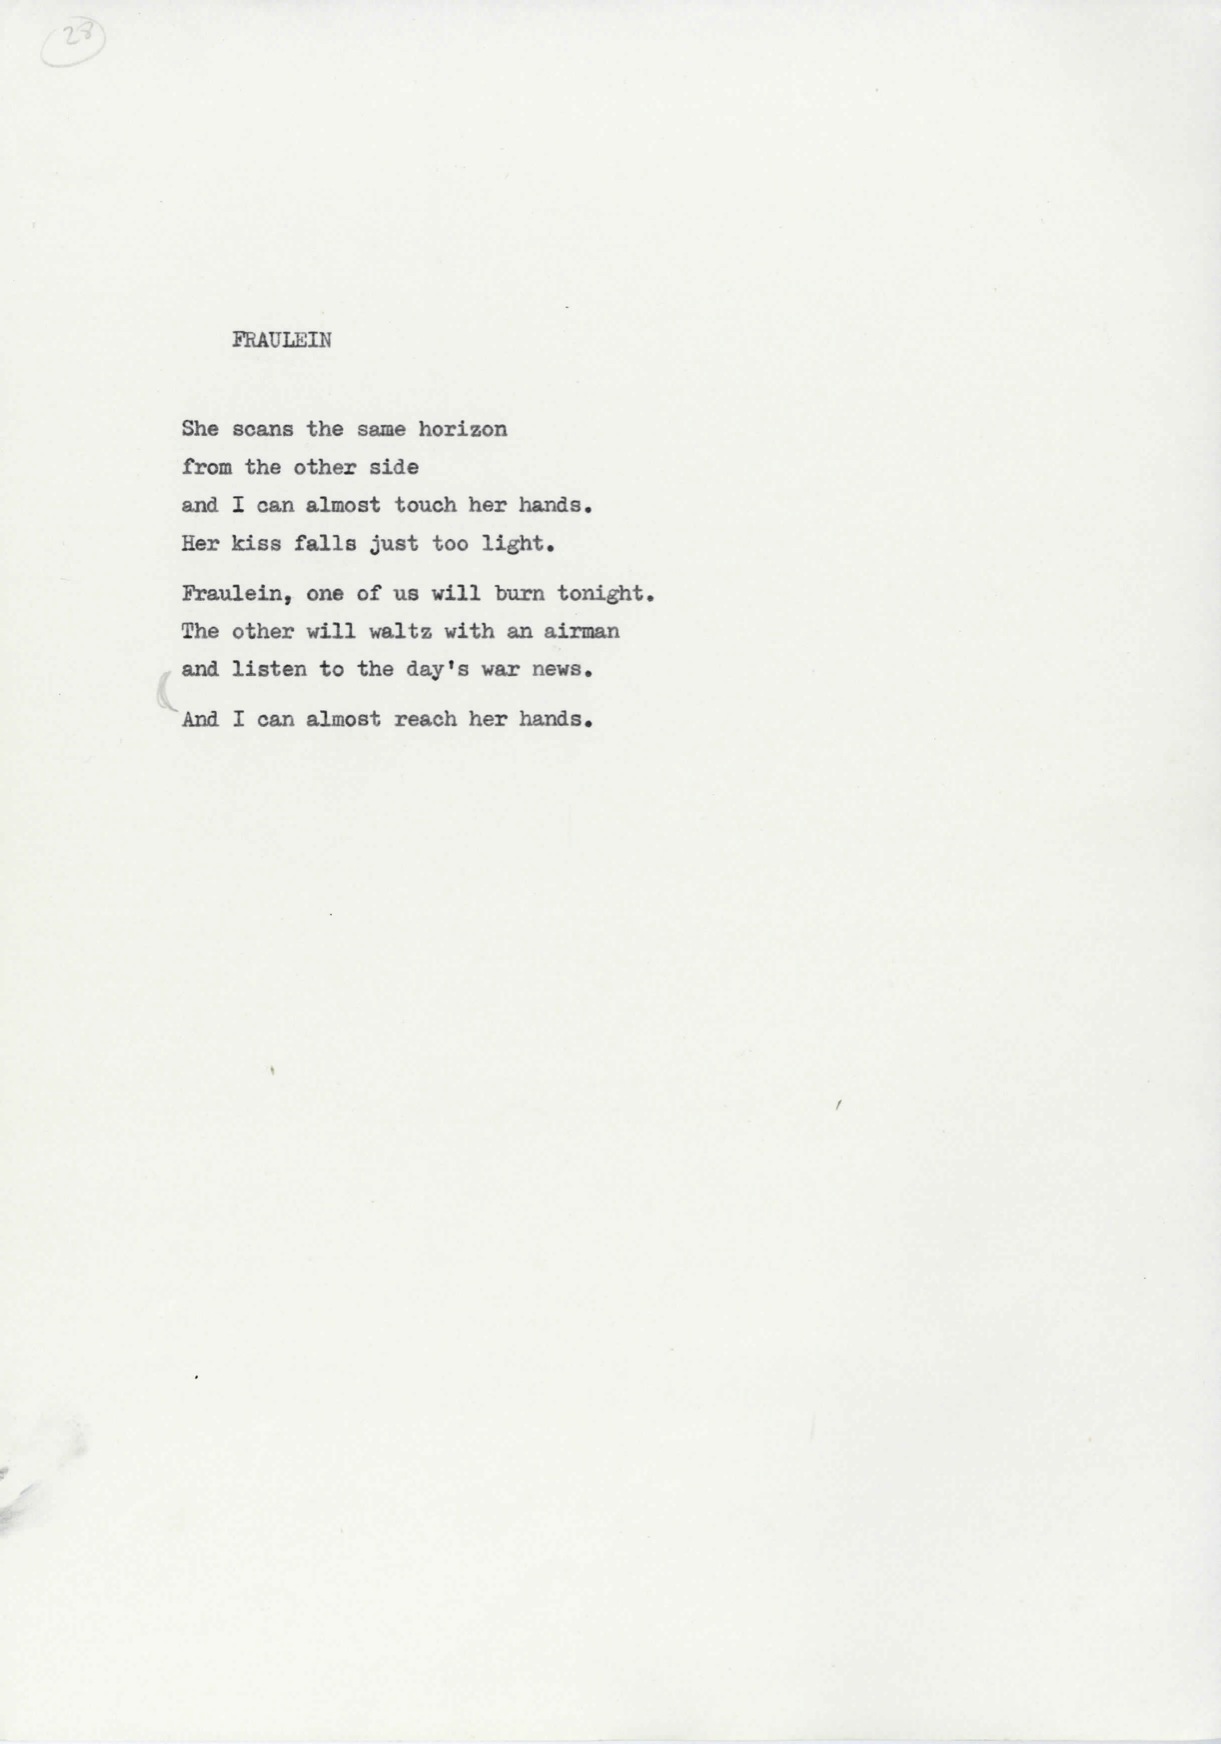 28
FRAULEIN
She scans the same horizon
from the other side
and I can almost touch her hands.
Her kiss falls just too light.
Fraulein, one of us will burn tonight.
The other will waltz with an airman
and listen to the day's war news.
And I can almost reach her hands.